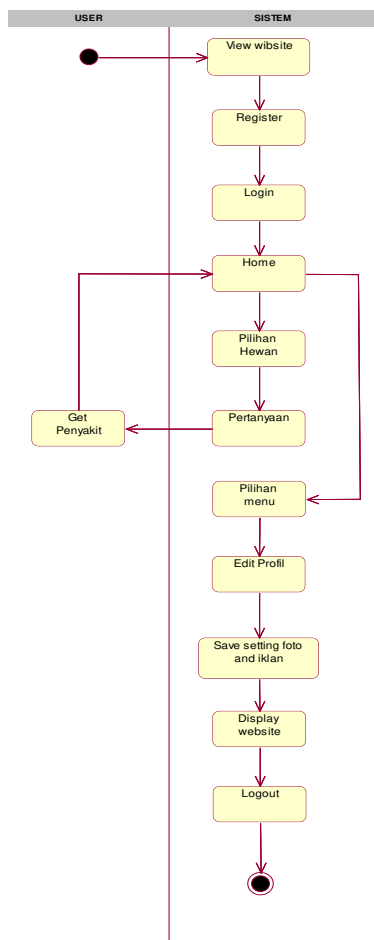 USER
SISTEM
View wibsite
Register
Login
Home
Pilihan
Hewan
Get
Penyakit
Pertanyaan
Pilihan
menu
Edit Profil
Save setting foto
and iklan
Display
website
Logout